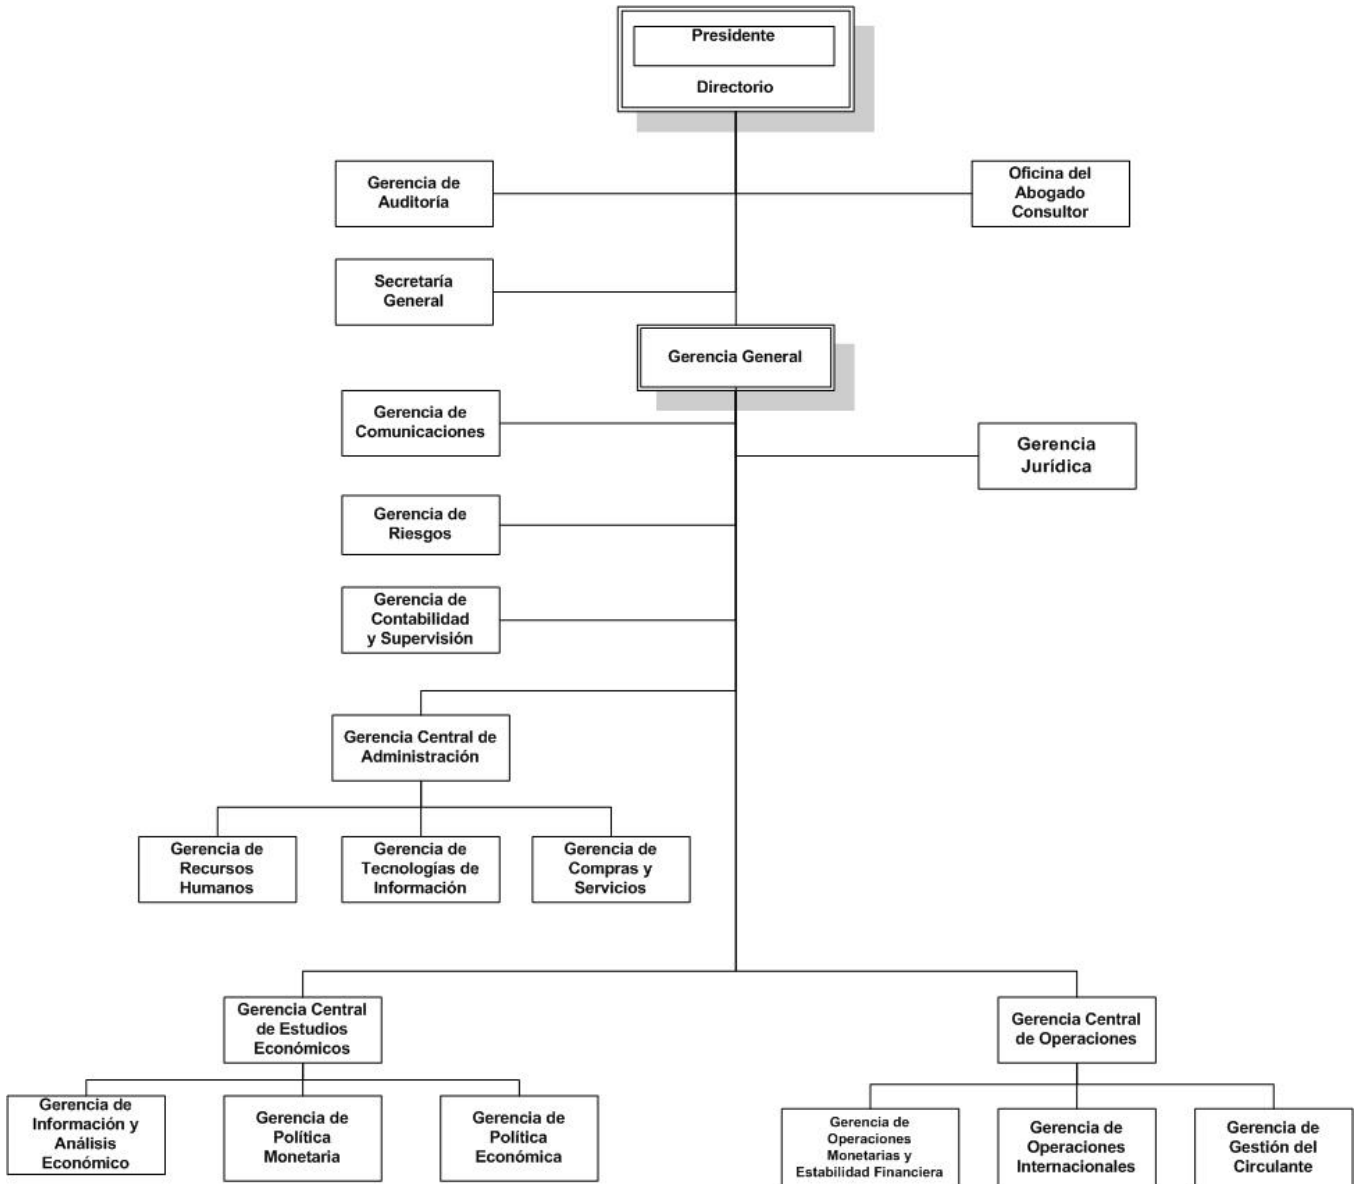 Presidente
Directorio
Gerencia de
Auditoría
Oficina del
Abogado
Consultor
Secretaría
General
Gerencia General
Gerencia de
Comunicaciones
Gerencia
Jurídica
Gerencia de
Riesgos
Gerencia de
Contabilidad
y Supervisión
Gerencia Central de
Administración
Gerencia de
Recursos
Humanos
Gerencia de
Tecnologías de
Información
Gerencia de
Compras y
Servicios
Gerencia Central
de Estudios
Económicos
Gerencia Central
de Operaciones
Gerencia de
Información y
Análisis
Económico
Gerencia de
Política
Monetaria
Gerencia de
Política
Económica
Gerencia de
Operaciones
Monetarias y
Estabilidad Financiera
Gerencia de
Operaciones
Internacionales
Gerencia de
Gestión del
Circulante